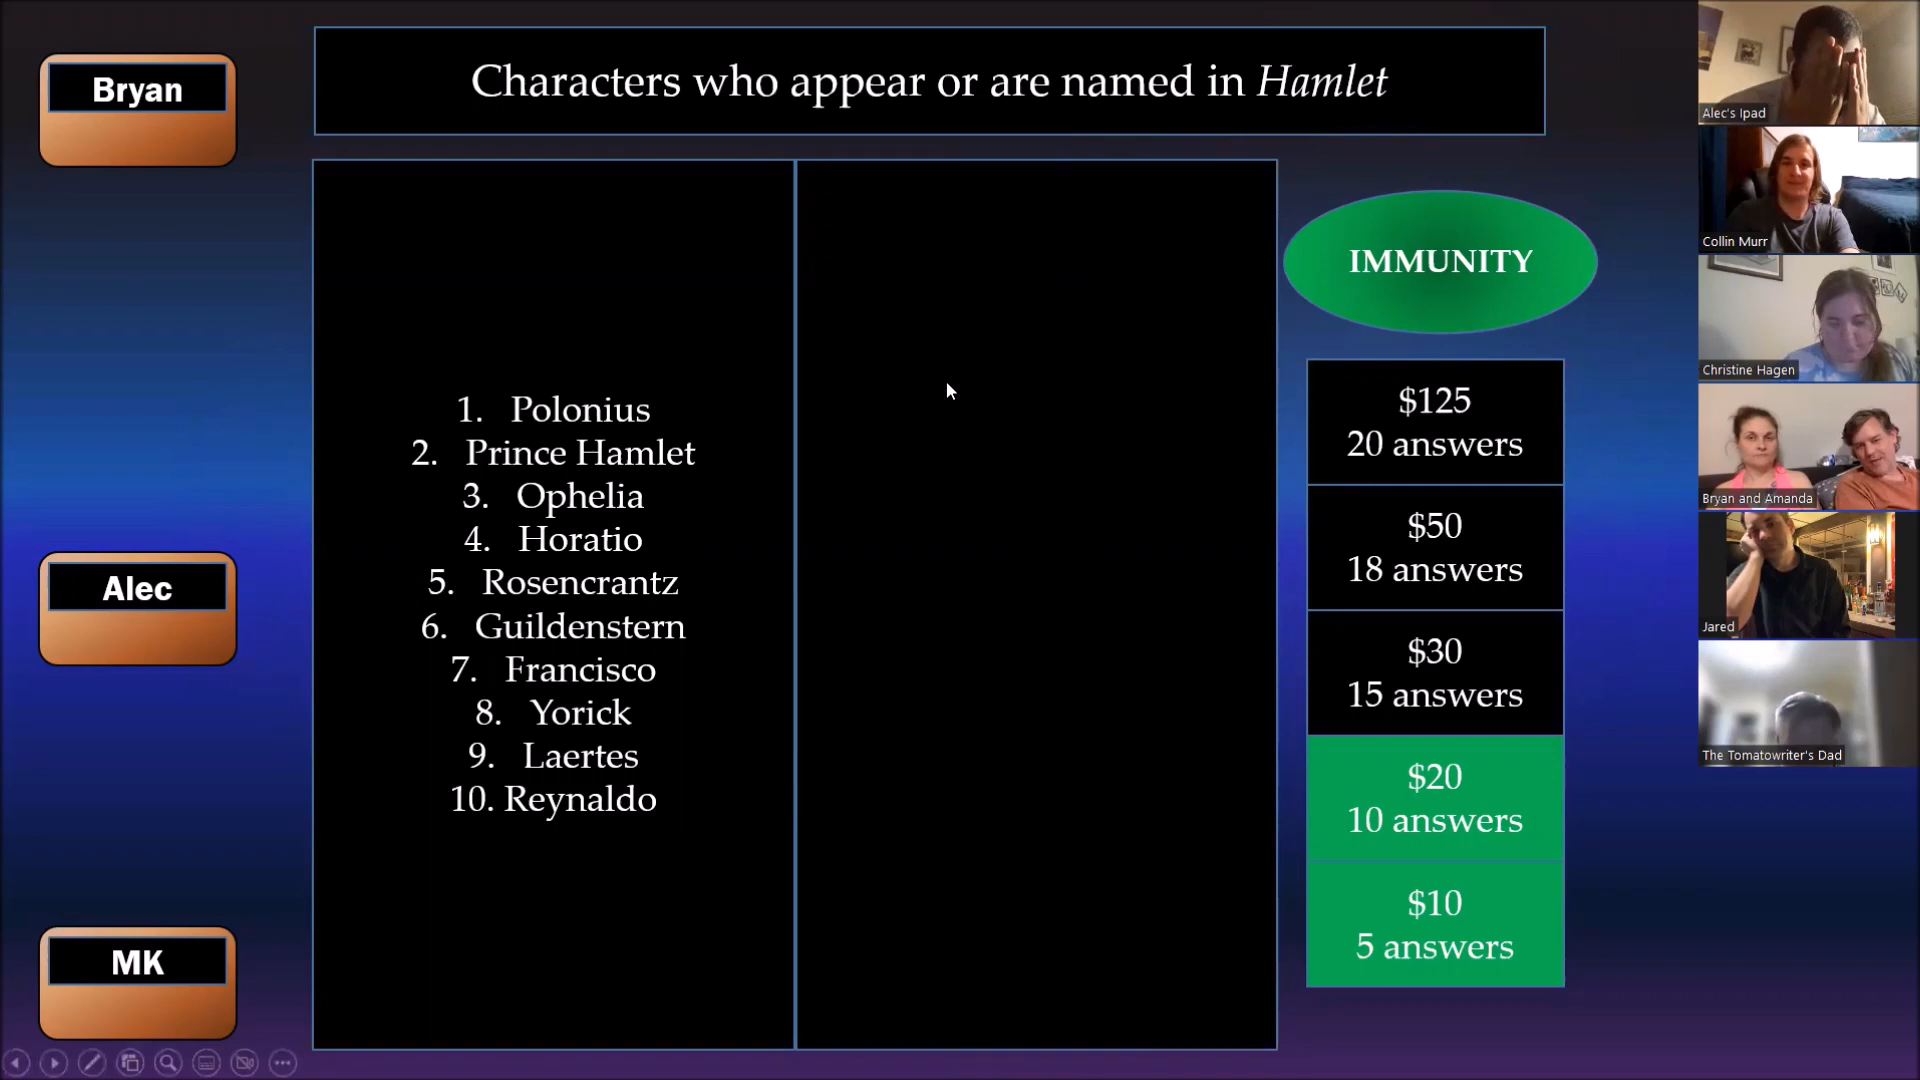 Bryan
Alec
MK
Characters who appear or are named in Hamlet
1. Polonius
2. Prince Hamlet
3. Ophelia
4. Horatio
5. Rosencrantz
6. Guildenstern
7. Francisco
8. Yorick
9. Laertes
10. Reynaldo
IMMUNITY
$125
20 answers
$50
18 answers
$30
15 answers
$20
10 answers
$10
5 answers
Alec's Ipad
Collin Murr
Christine Hagen
Bryan and Amanda
Jared
The Tomatowriter's Dad